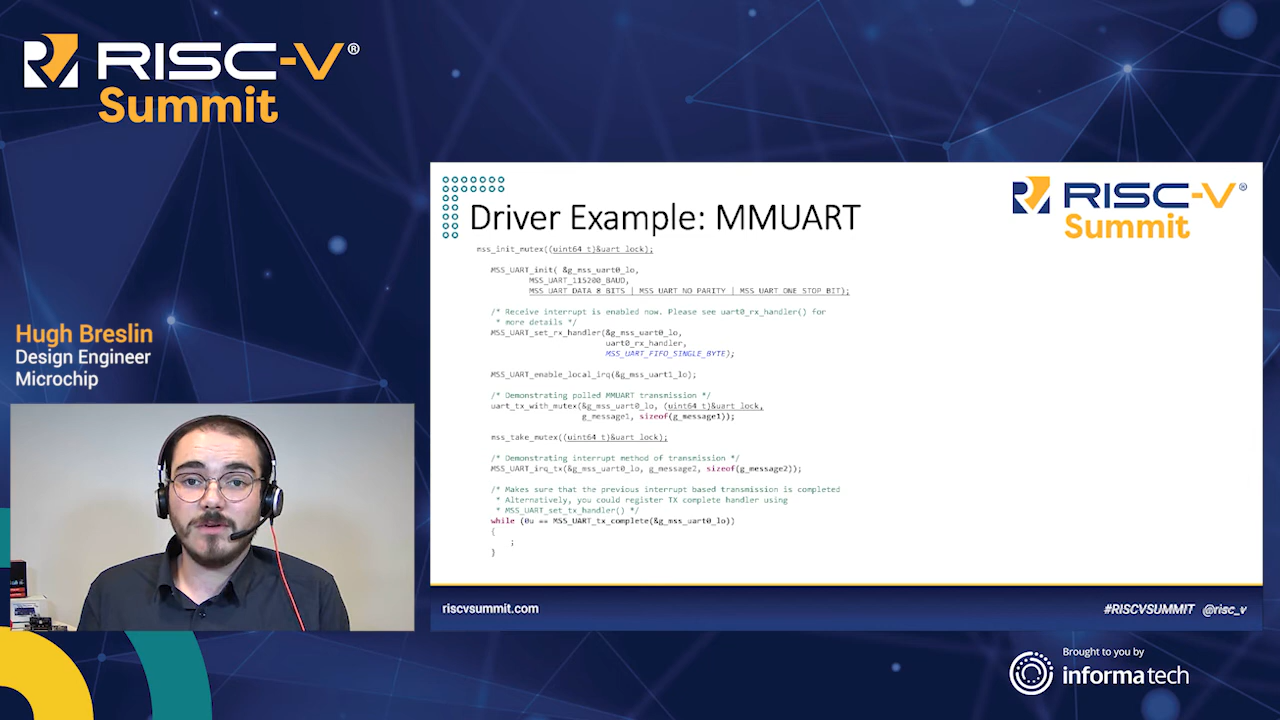 RISC-V®
Summit
Hugh Breslin
Design Engineer
Microchip
RISC-V®
Summit
Driver Example: MMUART
mss_init_mutex((uint64_t)&uart_lock);
MSS_UART_init( &g_mss_uart0_lo,
MSS_UART_115200_BAUD,
MSS_UART_DATA_8_BITS | MSS_UART_NO_PARITY | MSS_UART_ONE_STOP_BIT);
/* Receive interrupt is enabled now. Please see uart0_rx_handler() for
* more details */
MSS_UART_set_rx_handler(&g_mss_uart0_lo,
uart0_rx_handler,
MSS_UART_FIFO_SINGLE_BYTE);
MSS_UART_enable_local_irq(&g_mss_uart1_lo);
/* Demonstrating polled MMUART transmission */
uart_tx_with_mutex(&g_mss_uart0_lo, (uint64_t)&uart_lock,
g_message1, sizeof(g_message1));
mss_take_mutex((uint64_t)&uart_lock);
/* Demonstrating interrupt method of transmission */
MSS_UART_irq_tx(&g_mss_uart0_lo, g_message2, sizeof(g_message2));
/* Makes sure that the previous interrupt based transmission is completed
* Alternatively, you could register TX complete handler using
* MSS_UART_set_tx_handler() */
while (0u == MSS_UART_tx_complete(&g_mss_uart0_lo))
{
;
}
riscvsummit.com
#RISCVSUMMIT @risc_v
Brought to you by
informa tech